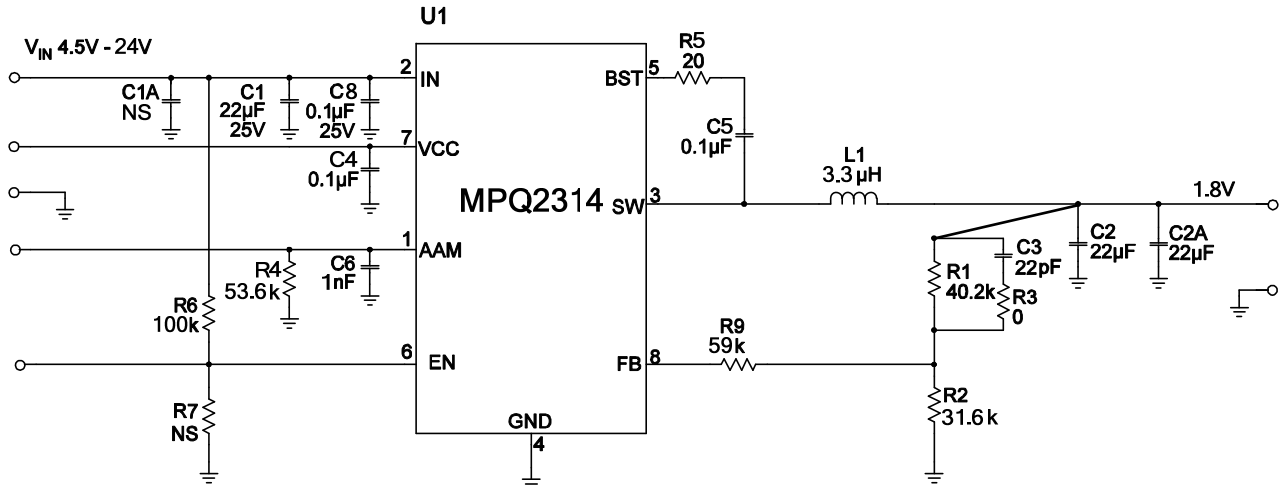 U1
V_IN 4.5V - 24V
C1A
NS
C1
22µF
25V
C8
0.1µF
25V
2
IN
7
VCC
C4
0.1µF
1
AAM
R4
53.6k
C6
1nF
R6
100k
6
EN
R7
NS
MPQ2314
GND
4
BST
5
R5
20
C5
0.1µF
SW
3
L1
3.3µH
1.8V
C2
22µF
C2A
22µF
C3
22pF
R1
40.2k
R3
0
FB
8
R9
59k
R2
31.6k